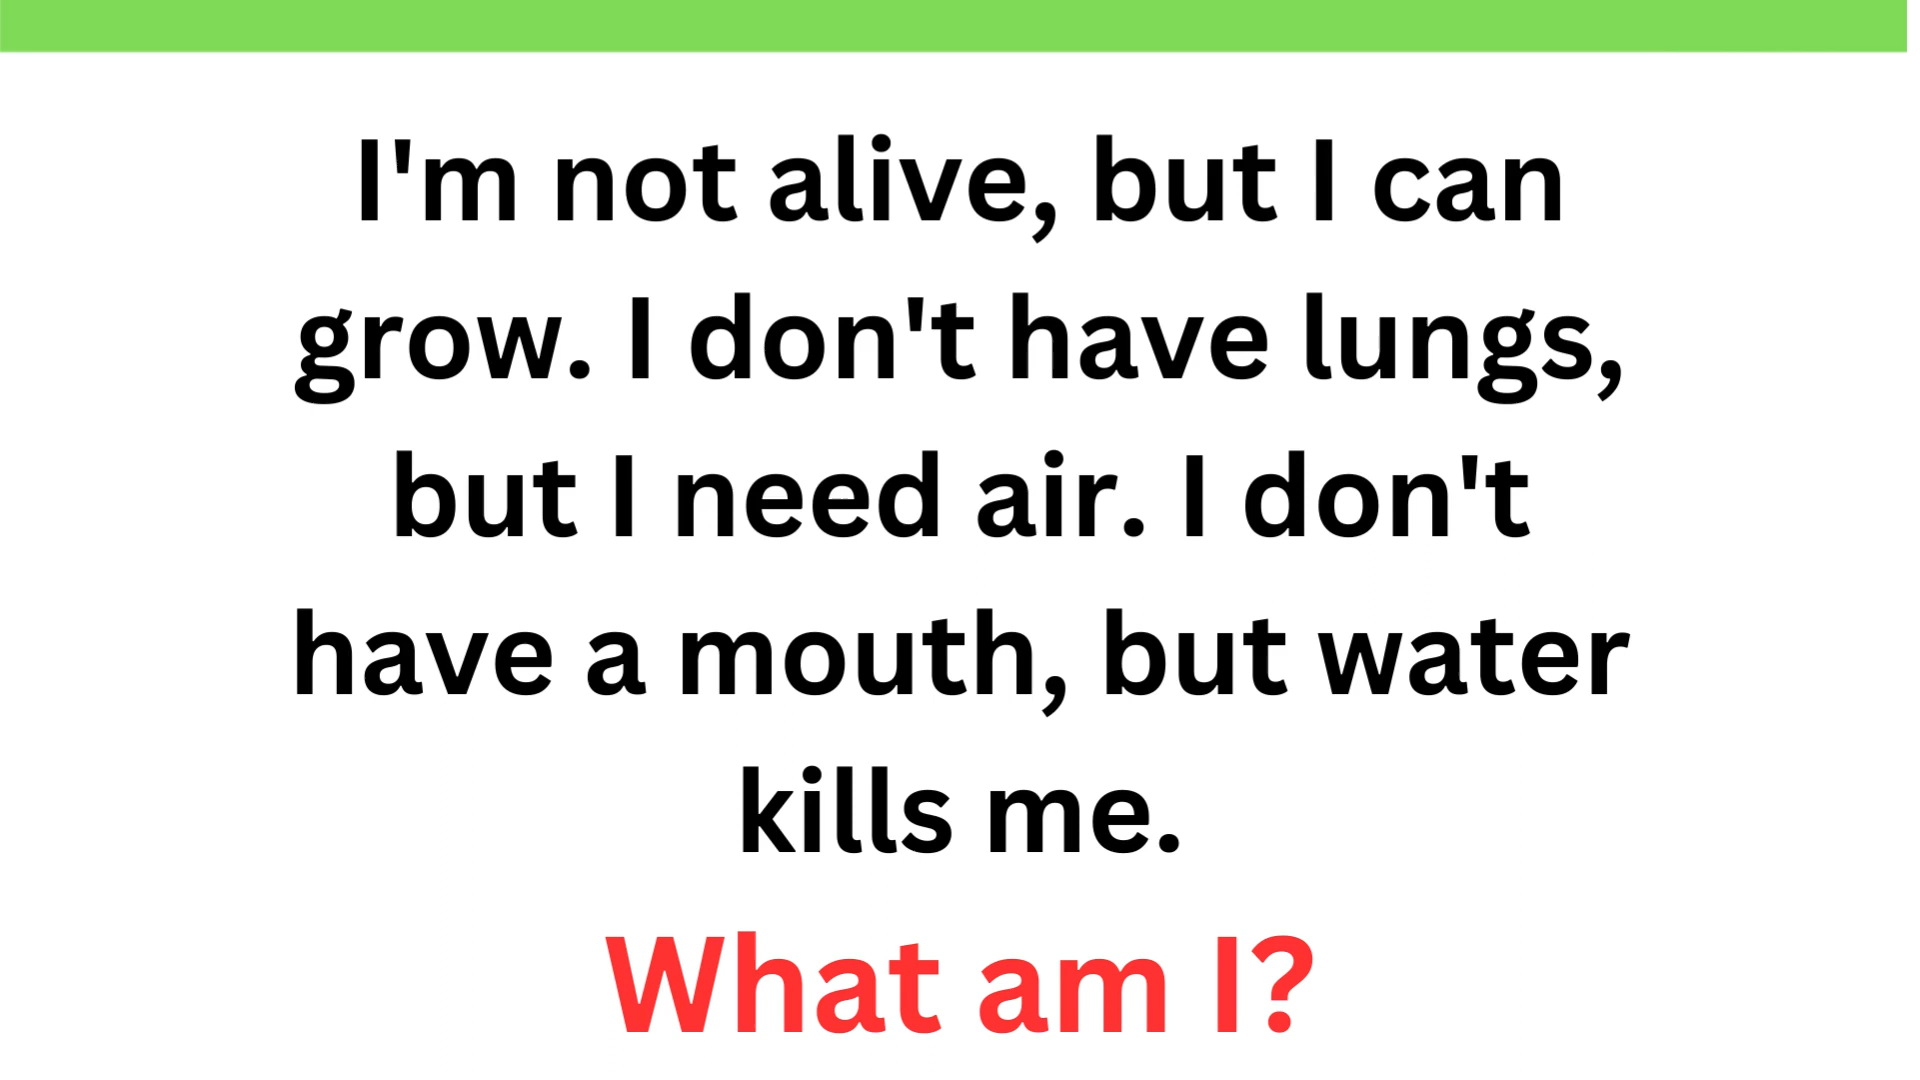 I'm not alive, but I can
grow. I don't have lungs,
but I need air. I don't
have a mouth, but water
kills me.
What am I?